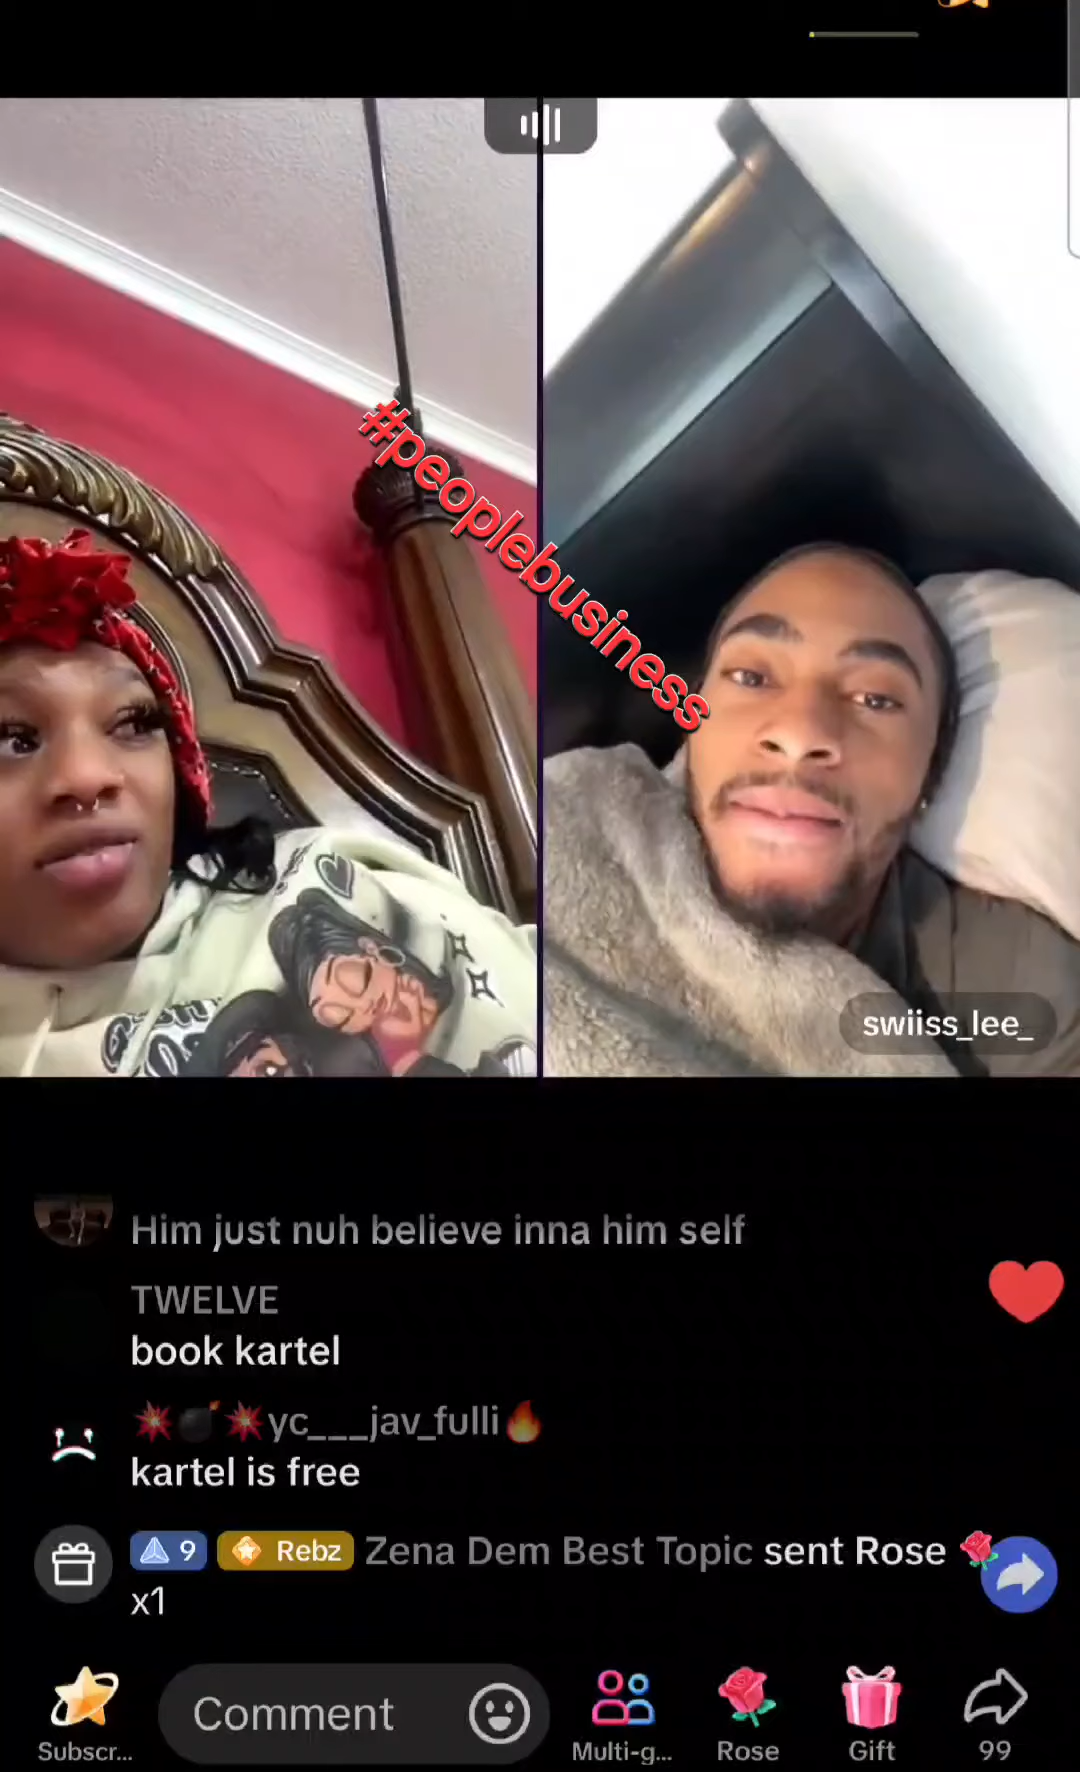 #peoplebusiness
swiiss_lee_
Him just nuh believe inna him self
TWELVE
book kartel
💥💣💥yc___jav_fulli🔥
kartel is free
9 Rebz Zena Dem Best Topic sent Rose 🌹
x1
Subscr... Comment Multi-g... Rose Gift 99